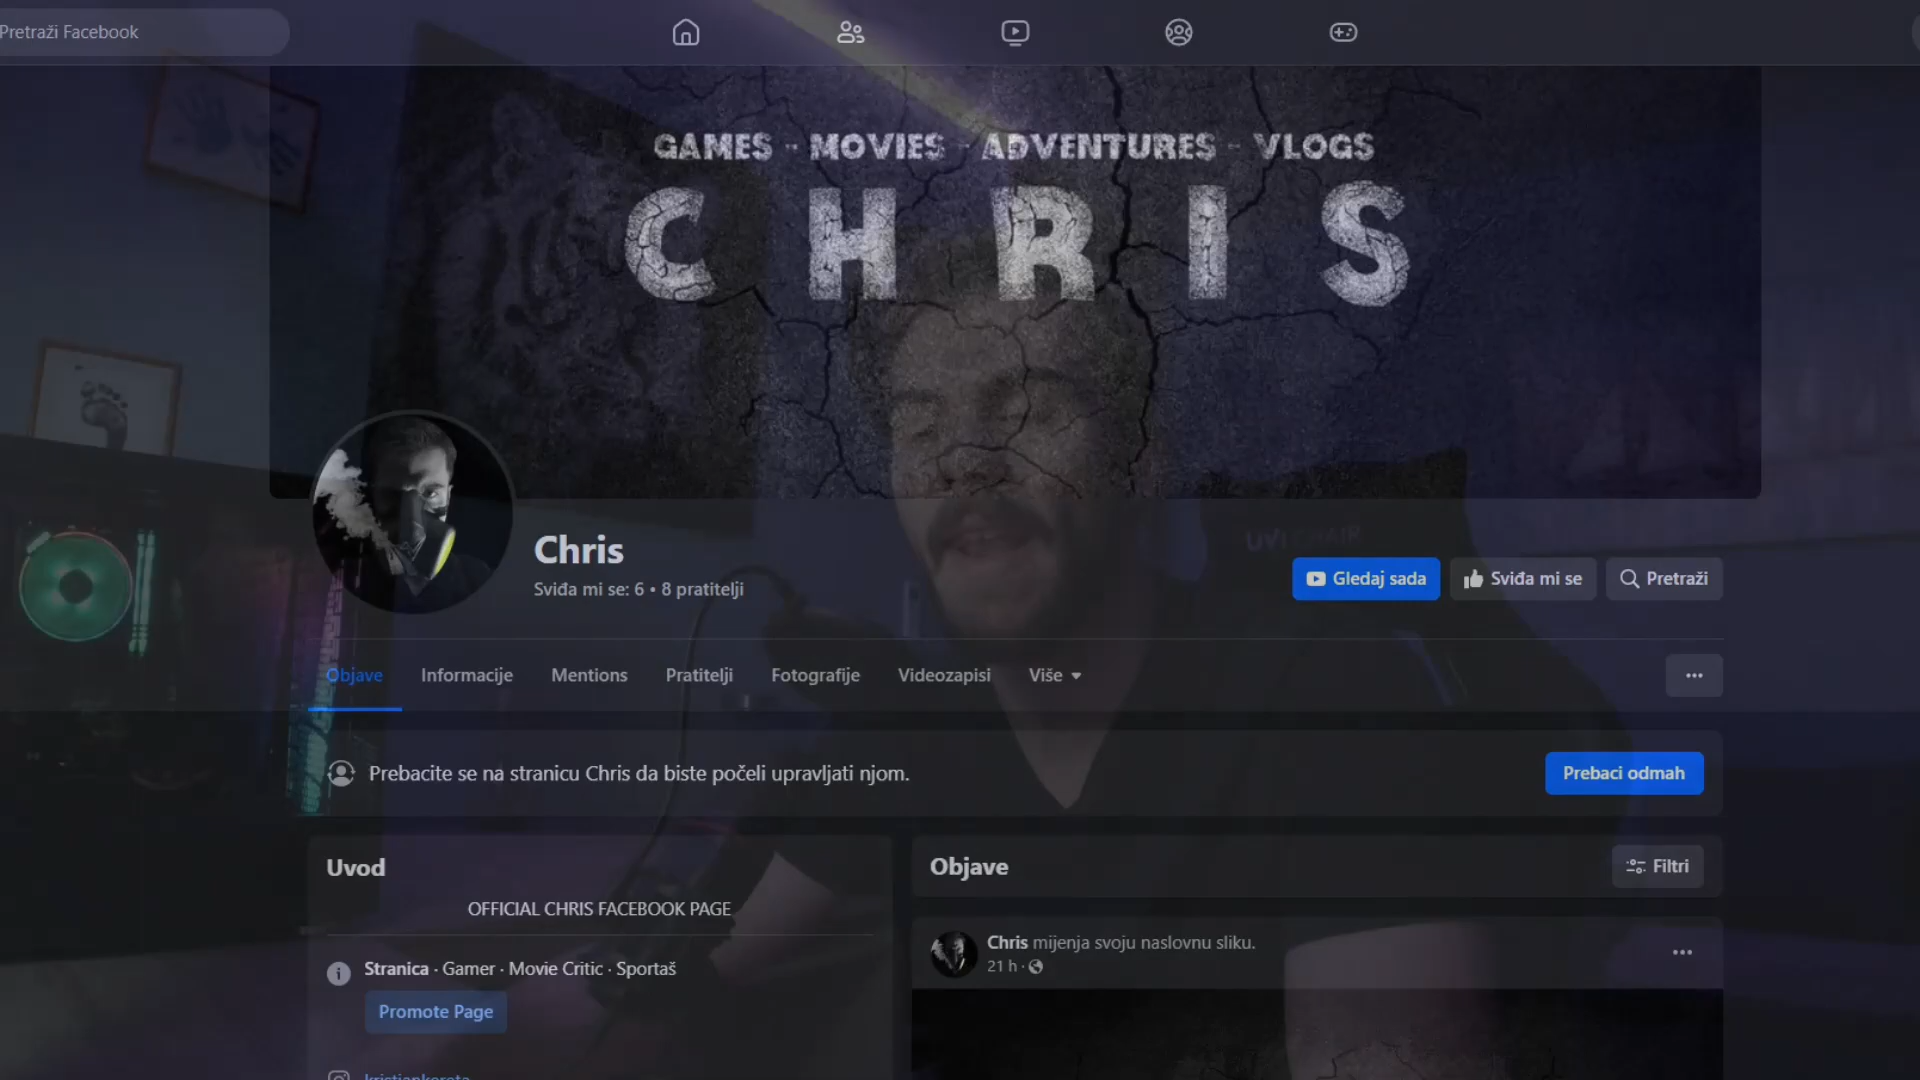 Pretraži Facebook
GAMES - MOVIES - ADVENTURES - VLOGS
CHRIS
Chris
Sviđa mi se: 6 • 8 pratitelji
Gledaj sada
Sviđa mi se
Pretraži
Objave
Informacije
Mentions
Pratitelji
Fotografije
Videozapisi
Više
Prebacite se na stranicu Chris da biste počeli upravljati njom.
Prebaci odmah
Uvod
OFFICIAL CHRIS FACEBOOK PAGE
Stranica · Gamer · Movie Critic · Sportaš
Promote Page
Objave
Filtri
Chris mijenja svoju naslovnu sliku.
21 h ·